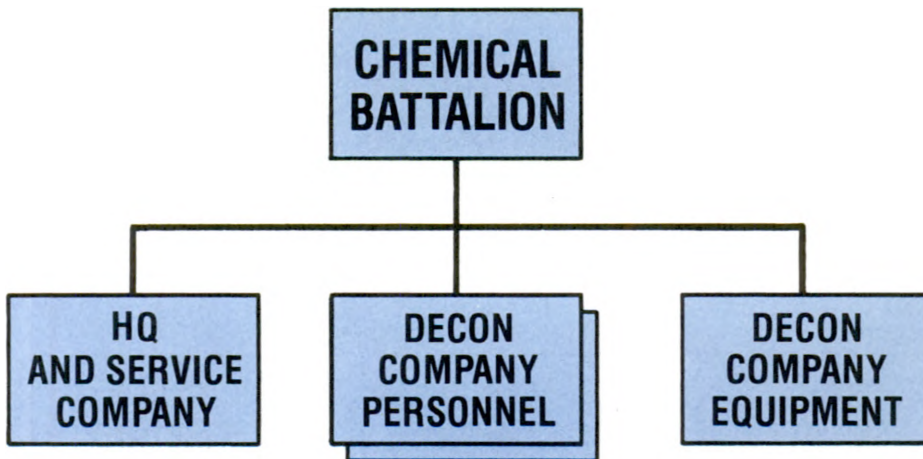 CHEMICAL
BATTALION
HQ
AND SERVICE
COMPANY
DECON
COMPANY
PERSONNEL
DECON
COMPANY
EQUIPMENT